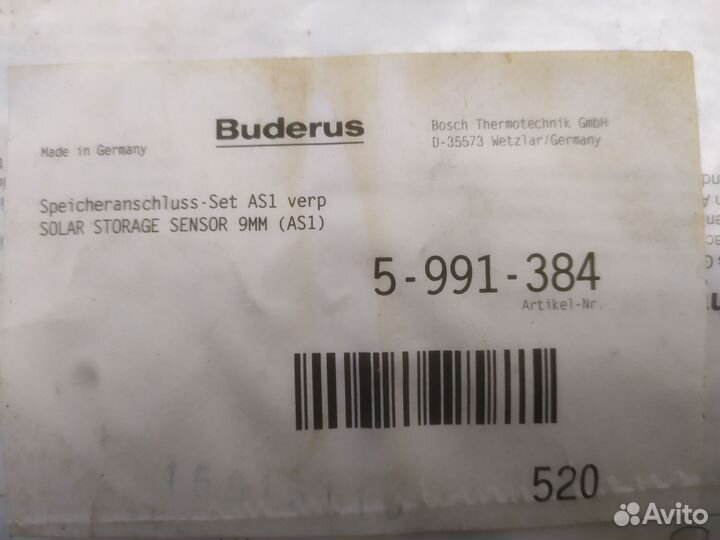 Made in Germany
Buderus
Bosch Thermotechnik GmbH
D-35573 Wetzlar/Germany
Speicheranschluss-Set AS1 verp
SOLAR STORAGE SENSOR 9MM (AS1)
5-991-384
Artikel-Nr.
520
Avito